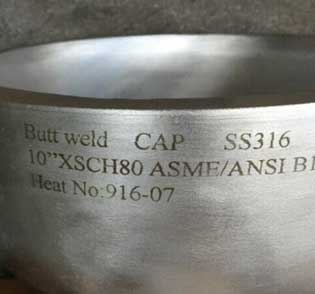 Butt weld CAP SS316
10”XSCH80 ASME/ANSI B1
Heat No:916-07